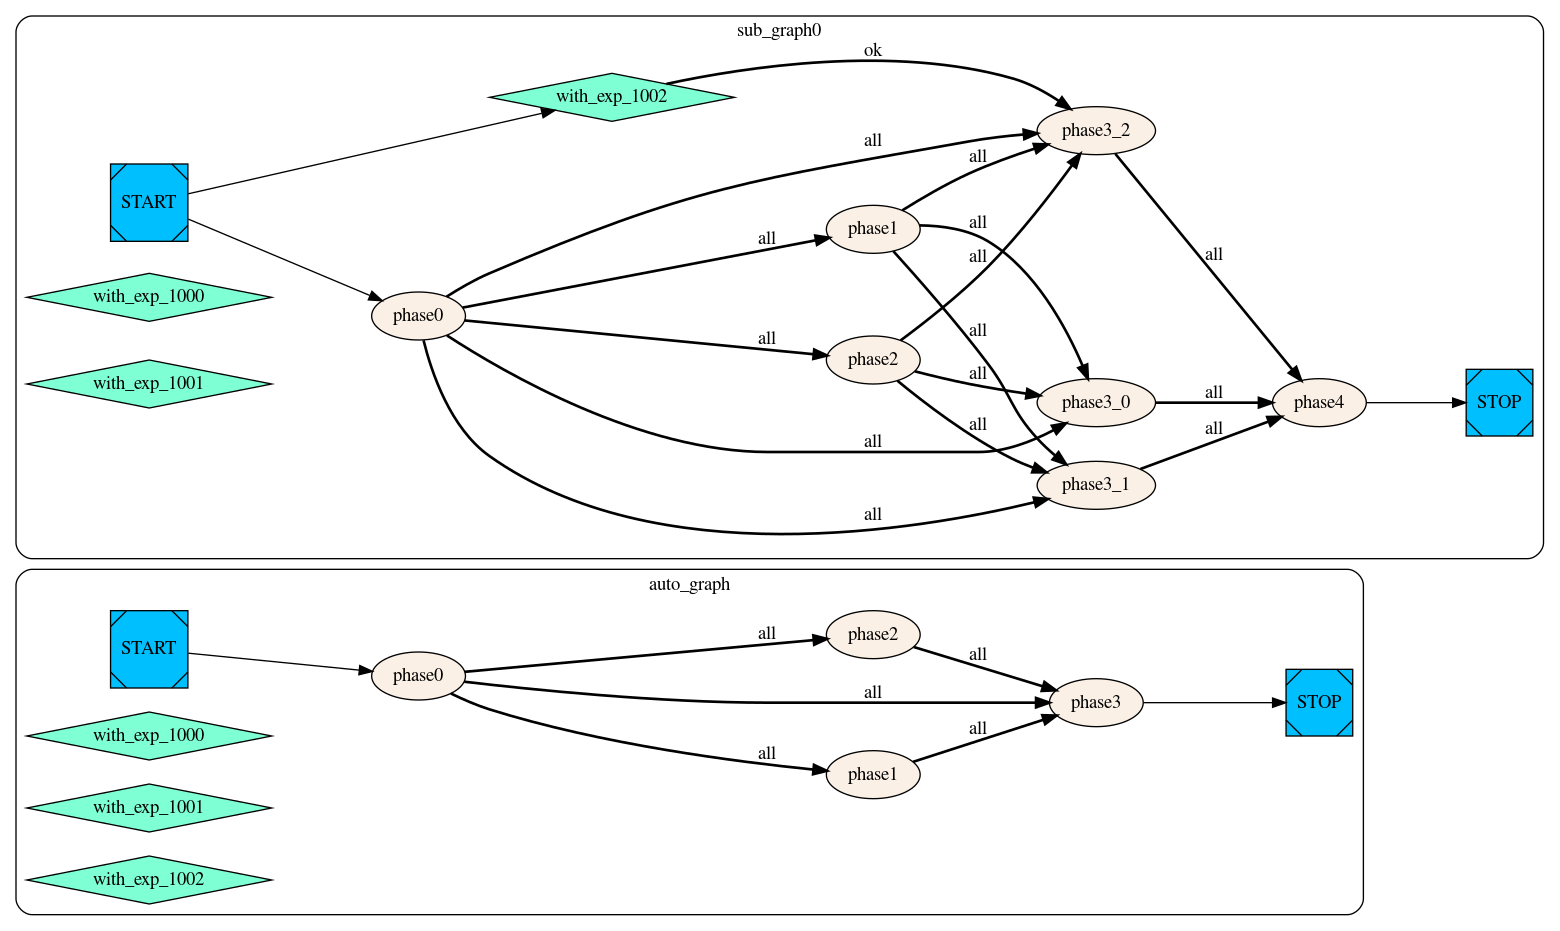 sub_graph0
ok
with_exp_1002
phase3_2
all
all
START
all
phase1
all
all
all
all
with_exp_1000
phase0
all
all
phase2
all
with_exp_1001
all
phase3_0
all
phase4
STOP
all
all
all
phase3_1
all
auto_graph
START
all
phase2
all
phase0
all
phase3
STOP
with_exp_1000
all
all
phase1
with_exp_1001
with_exp_1002